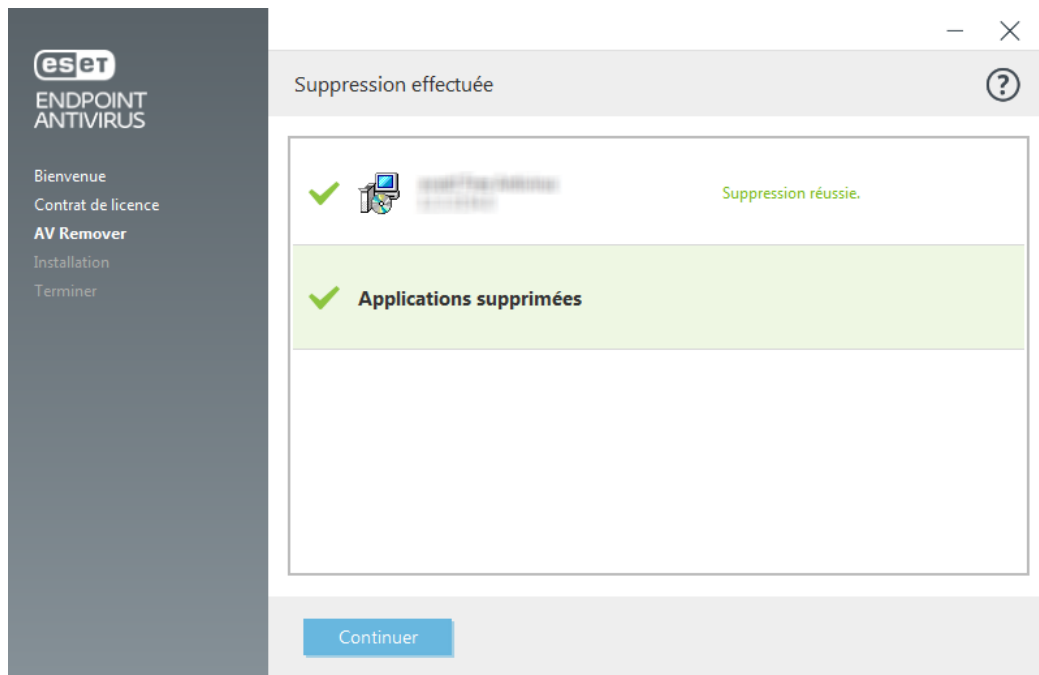 eset
ENDPOINT
ANTIVIRUS
Bienvenue
Contrat de licence
AV Remover
Installation
Terminer
Suppression effectuée
?
Suppression réussie.
Applications supprimées
Continuer